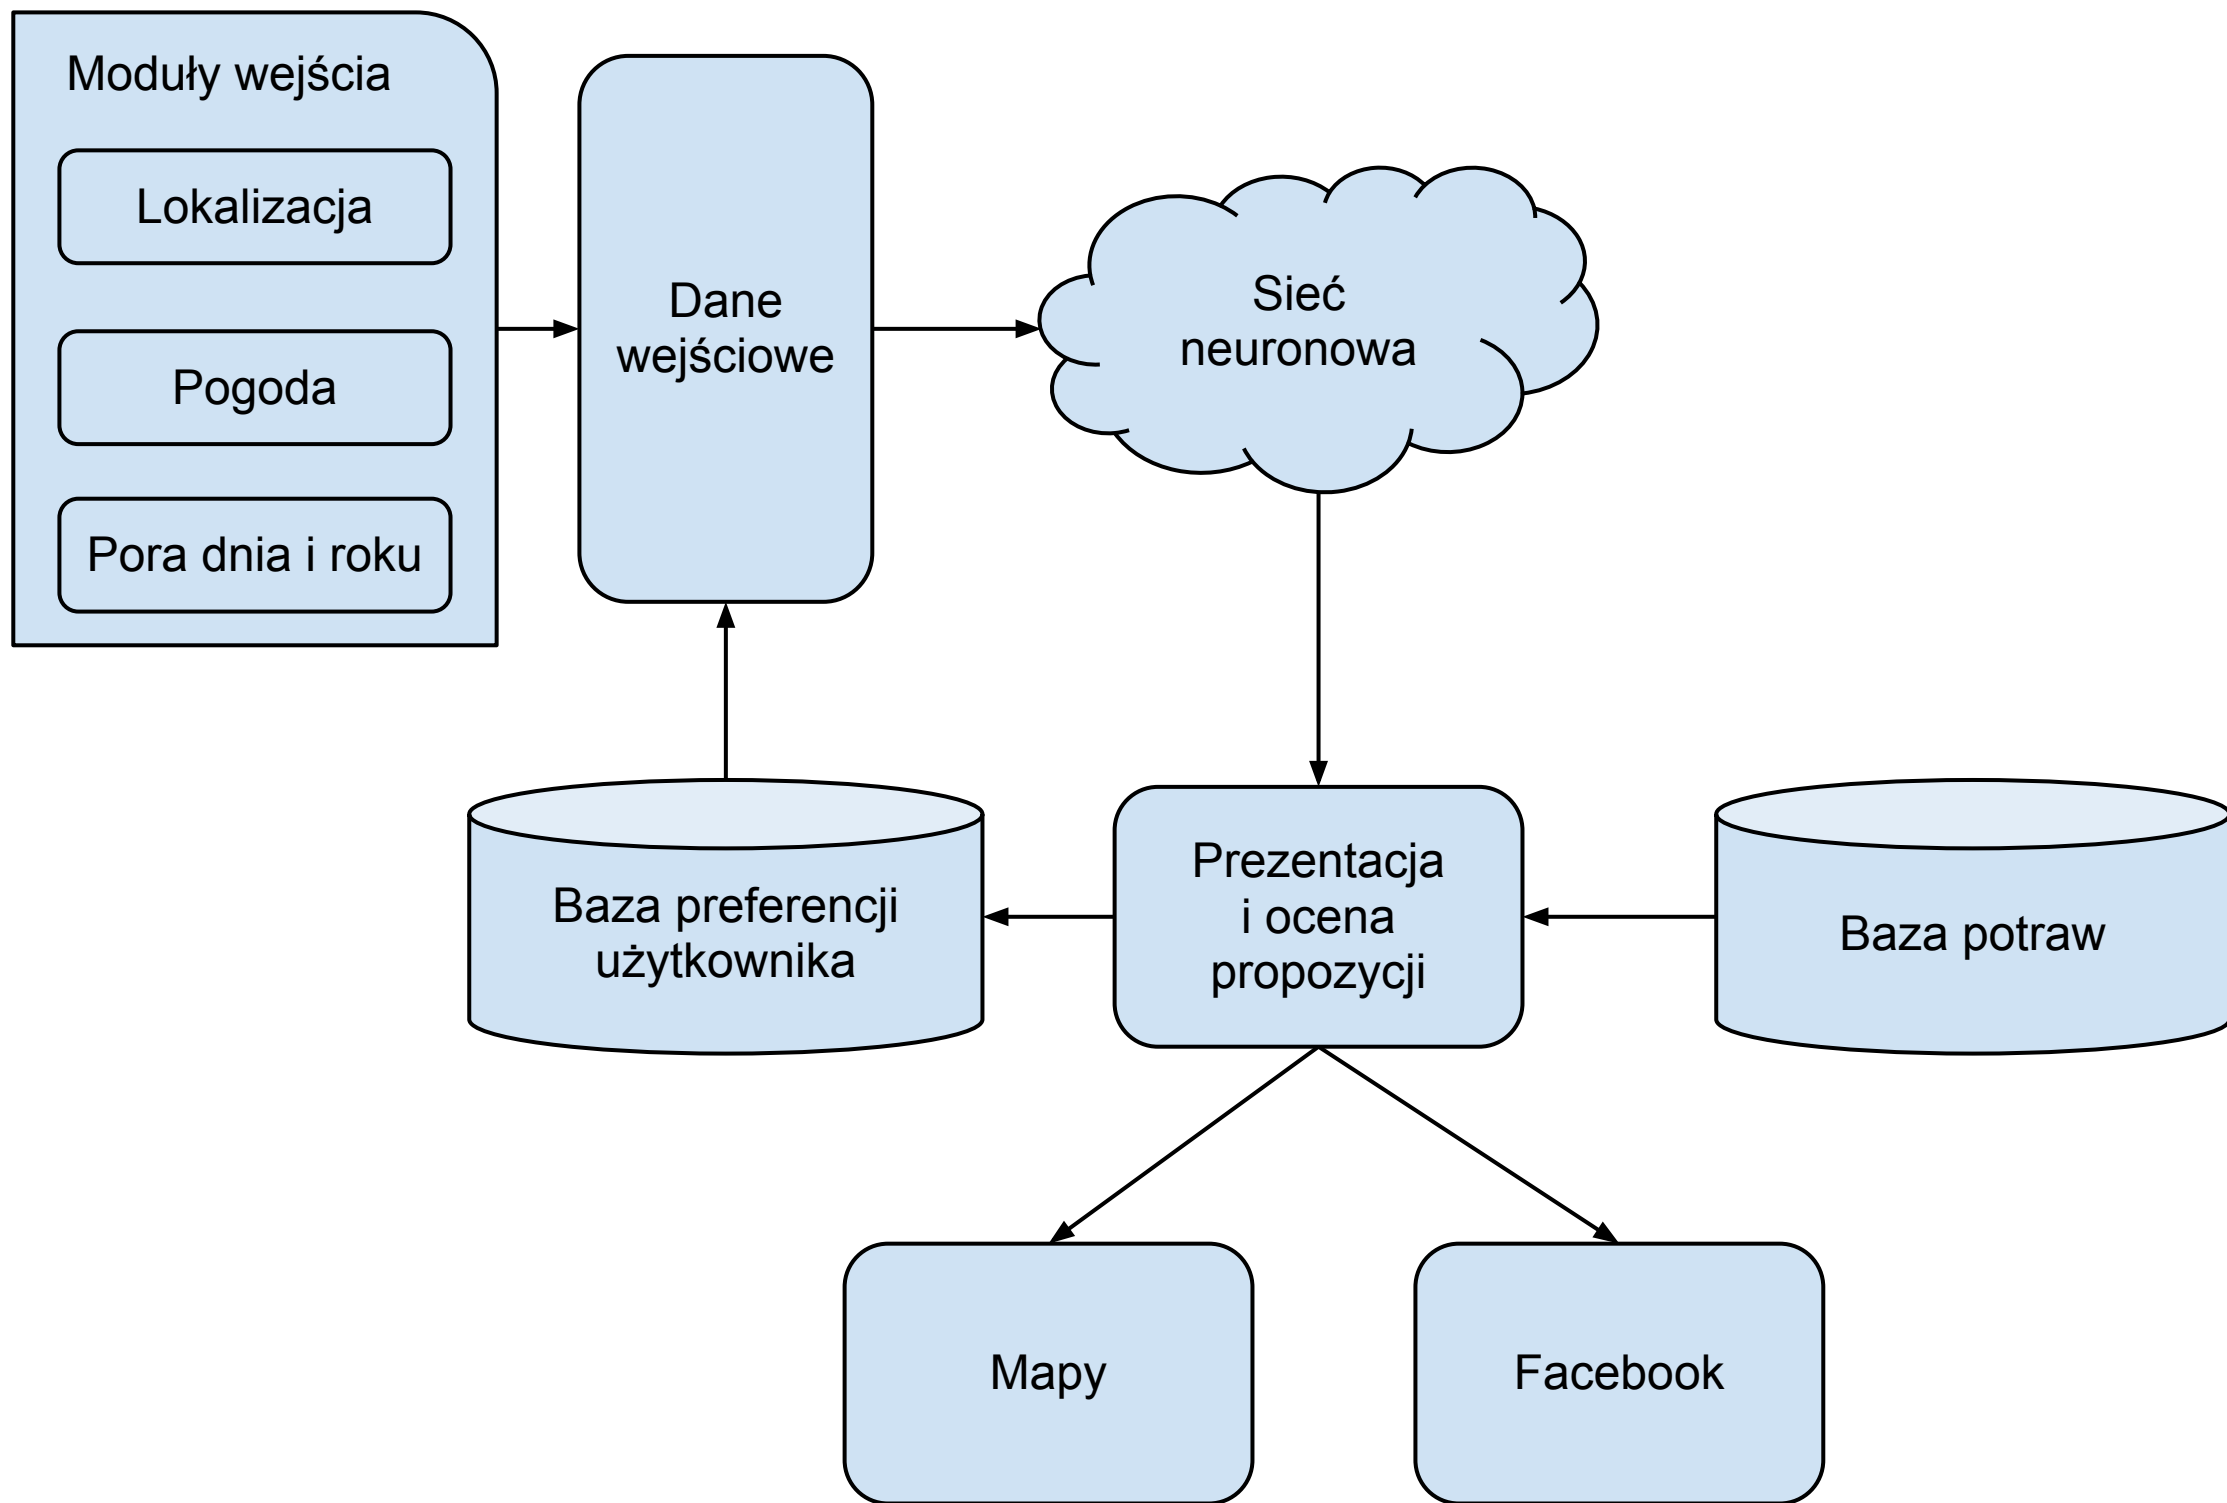 Moduły wejścia
Lokalizacja
Pogoda
Pora dnia i roku
Dane
wejściowe
Sieć
neuronowa
Baza preferencji
użytkownika
Prezentacja
i ocena
propozycji
Baza potraw
Mapy
Facebook